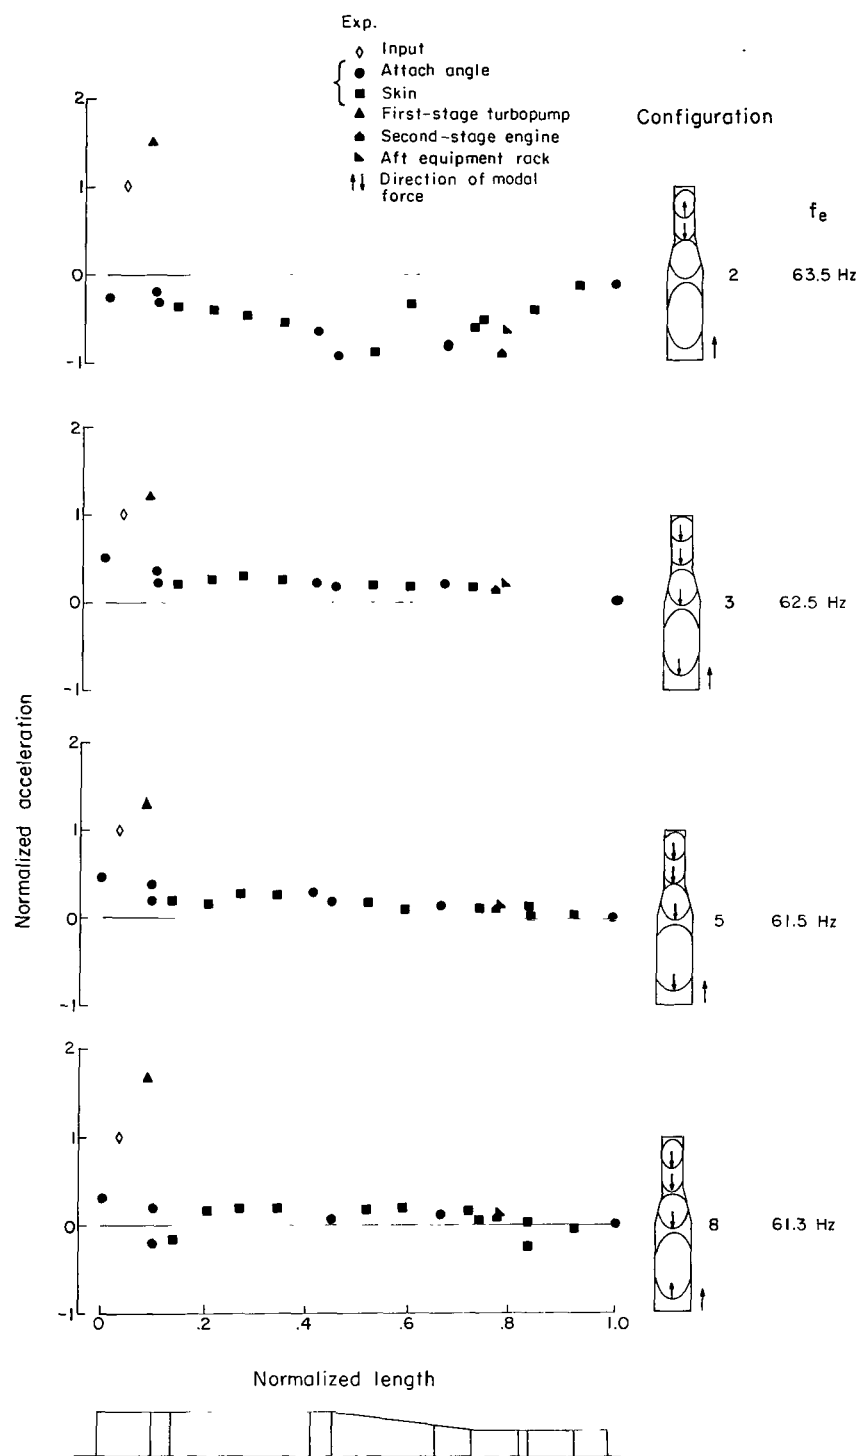 Exp.
Input
Attach angle
Skin
First-stage turbopump
Second-stage engine
Aft equipment rack
Direction of modal
force
Configuration
fe
2
1
0
-1
2
63.5 Hz
2
1
0
-1
3
62.5 Hz
2
1
0
-1
5
61.5 Hz
2
1
0
-1
8
61.3 Hz
Normalized acceleration
0 .2 .4 .6 .8 1.0
Normalized length